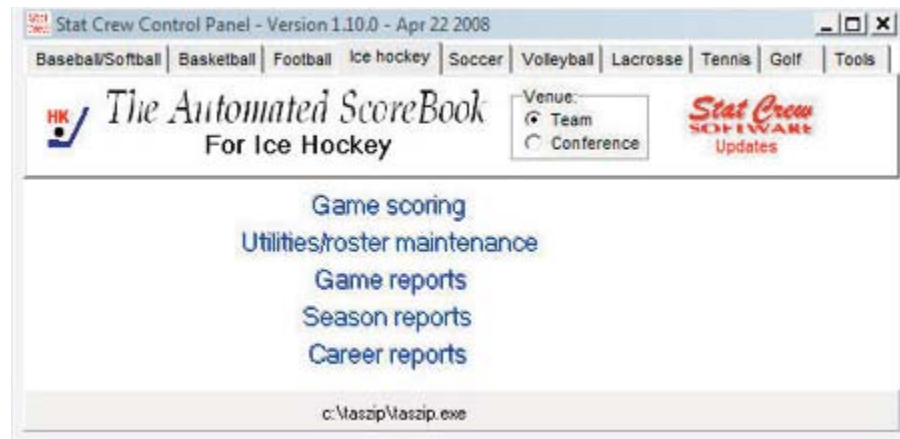 Stat Crew Control Panel - Version 1.10.0 - Apr 22 2008
Baseball/Softball Basketball Football Ice hockey Soccer Volleyball Lacrosse Tennis Golf Tools
HK
The Automated ScoreBook
For Ice Hockey
Venue:
Team
Conference
Stat Crew
SOFTWARE
Updates
Game scoring
Utilities/roster maintenance
Game reports
Season reports
Career reports
c:\taszip\taszip.exe